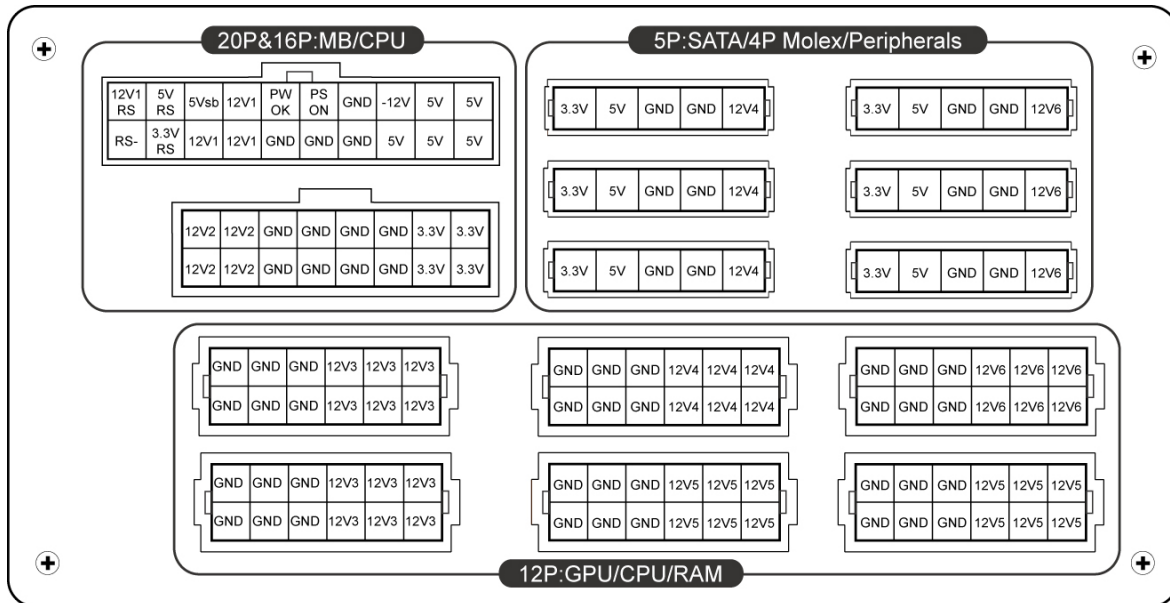 20P&16P:MB/CPU
12V1 RS 5V RS 5Vsb 12V1 PW OK PS ON GND -12V 5V 5V
RS- 3.3V RS 12V1 12V1 GND GND GND 5V 5V 5V
12V2 12V2 GND GND GND GND 3.3V 3.3V
12V2 12V2 GND GND GND GND 3.3V 3.3V
5P:SATA/4P Molex/Peripherals
3.3V 5V GND GND 12V4
3.3V 5V GND GND 12V6
3.3V 5V GND GND 12V4
3.3V 5V GND GND 12V6
3.3V 5V GND GND 12V4
3.3V 5V GND GND 12V6
GND GND GND 12V3 12V3 12V3
GND GND GND 12V3 12V3 12V3
GND GND GND 12V4 12V4 12V4
GND GND GND 12V4 12V4 12V4
GND GND GND 12V6 12V6 12V6
GND GND GND 12V6 12V6 12V6
GND GND GND 12V3 12V3 12V3
GND GND GND 12V3 12V3 12V3
GND GND GND 12V5 12V5 12V5
GND GND GND 12V5 12V5 12V5
GND GND GND 12V5 12V5 12V5
GND GND GND 12V5 12V5 12V5
12P:GPU/CPU/RAM